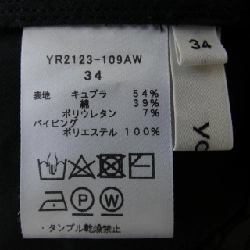 YR2123-109AW
34
表地 キュプラ 54%
綿 39%
ポリウレタン 7%
パイピング
ポリエステル 100%
P W
・タンブル乾燥禁止
34